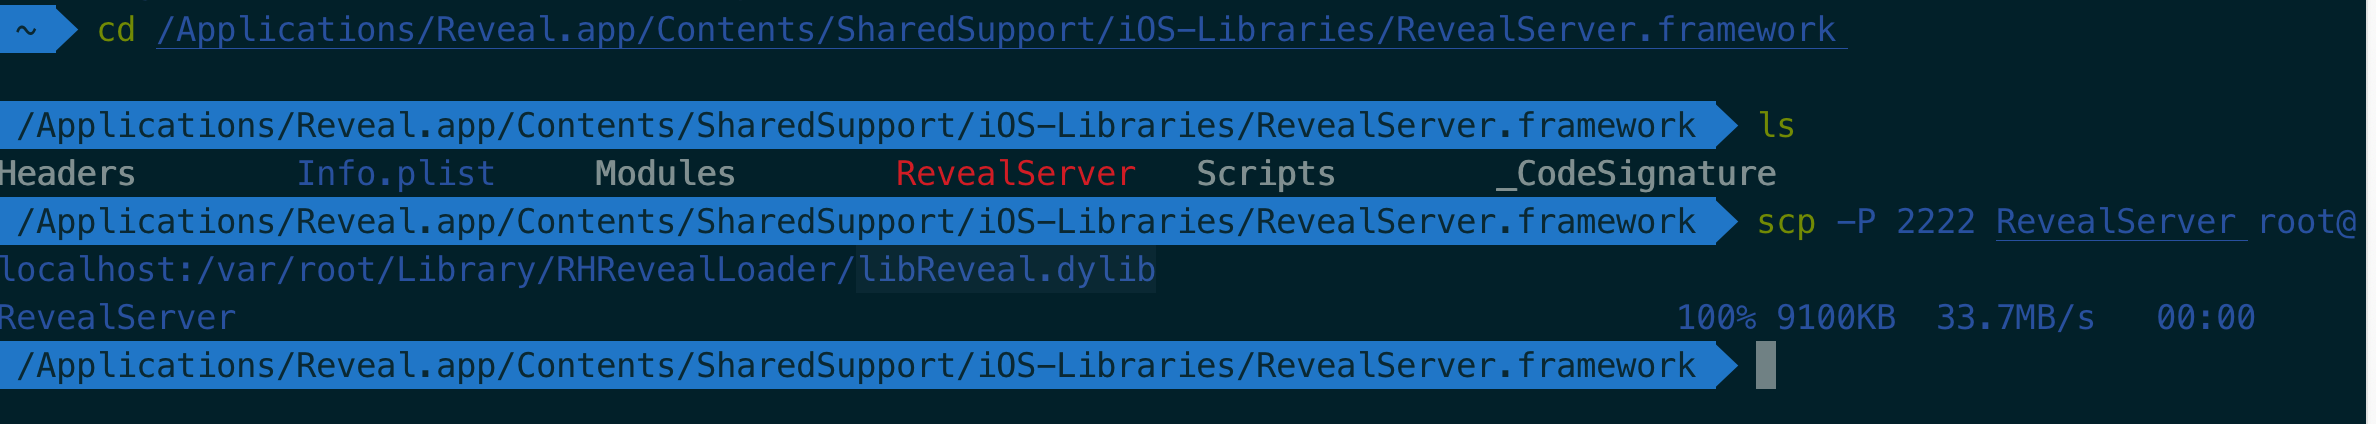 ~ cd /Applications/Reveal.app/Contents/SharedSupport/iOS-Libraries/RevealServer.framework
/Applications/Reveal.app/Contents/SharedSupport/iOS-Libraries/RevealServer.framework ls
Headers Info.plist Modules RevealServer Scripts _CodeSignature
/Applications/Reveal.app/Contents/SharedSupport/iOS-Libraries/RevealServer.framework scp -P 2222 RevealServer root@
localhost:/var/root/Library/RHRevealLoader/libReveal.dylib
RevealServer 100% 9100KB 33.7MB/s 00:00
/Applications/Reveal.app/Contents/SharedSupport/iOS-Libraries/RevealServer.framework